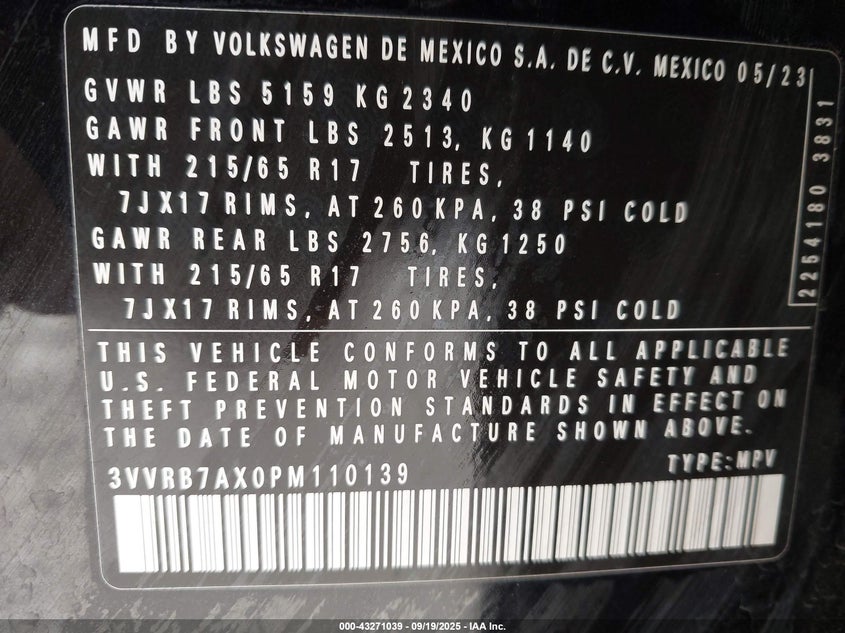 MFD BY VOLKSWAGEN DE MEXICO S.A. DE C.V. MEXICO 05/23
GVWR LBS 5159 KG 2340
GAWR FRONT LBS 2513, KG 1140
WITH 215/65 R17 TIRES,
7JX17 RIMS, AT 260 KPA, 38 PSI COLD
GAWR REAR LBS 2756, KG 1250
WITH 215/65 R17 TIRES,
7JX17 RIMS, AT 260 KPA, 38 PSI COLD
2254180 3831
THIS VEHICLE CONFORMS TO ALL APPLICABLE
U.S. FEDERAL MOTOR VEHICLE SAFETY AND
THEFT PREVENTION STANDARDS IN EFFECT ON
THE DATE OF MANUFACTURE SHOWN ABOVE.
3VVRB7AX0PM110139 TYPE:MPV
000-43271039 - 09/19/2025 - IAA Inc.